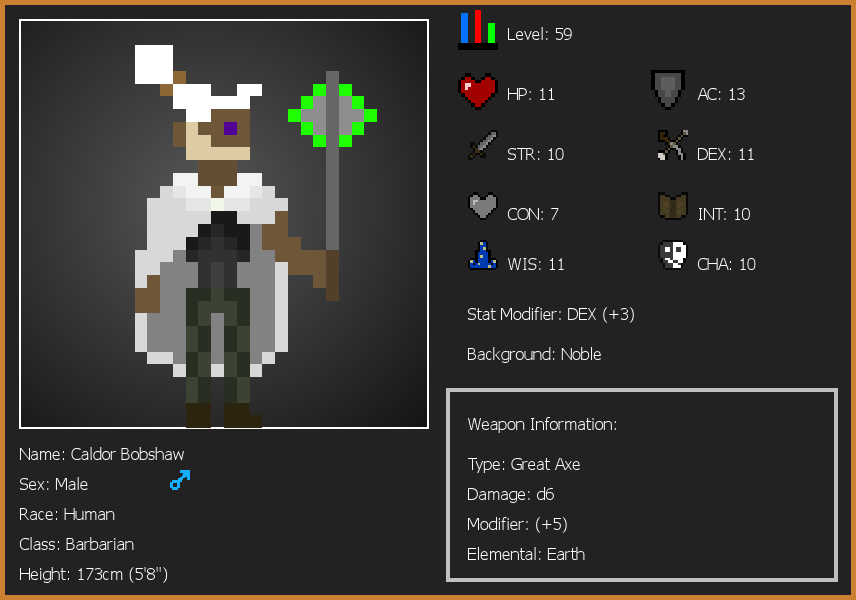 Level: 59
HP: 11
AC: 13
STR: 10
DEX: 11
CON: 7
INT: 10
WIS: 11
CHA: 10
Stat Modifier: DEX (+3)
Background: Noble
Weapon Information:
Type: Great Axe
Damage: d6
Modifier: (+5)
Elemental: Earth
Name: Caldor Bobshaw
Sex: Male
Race: Human
Class: Barbarian
Height: 173cm (5'8")